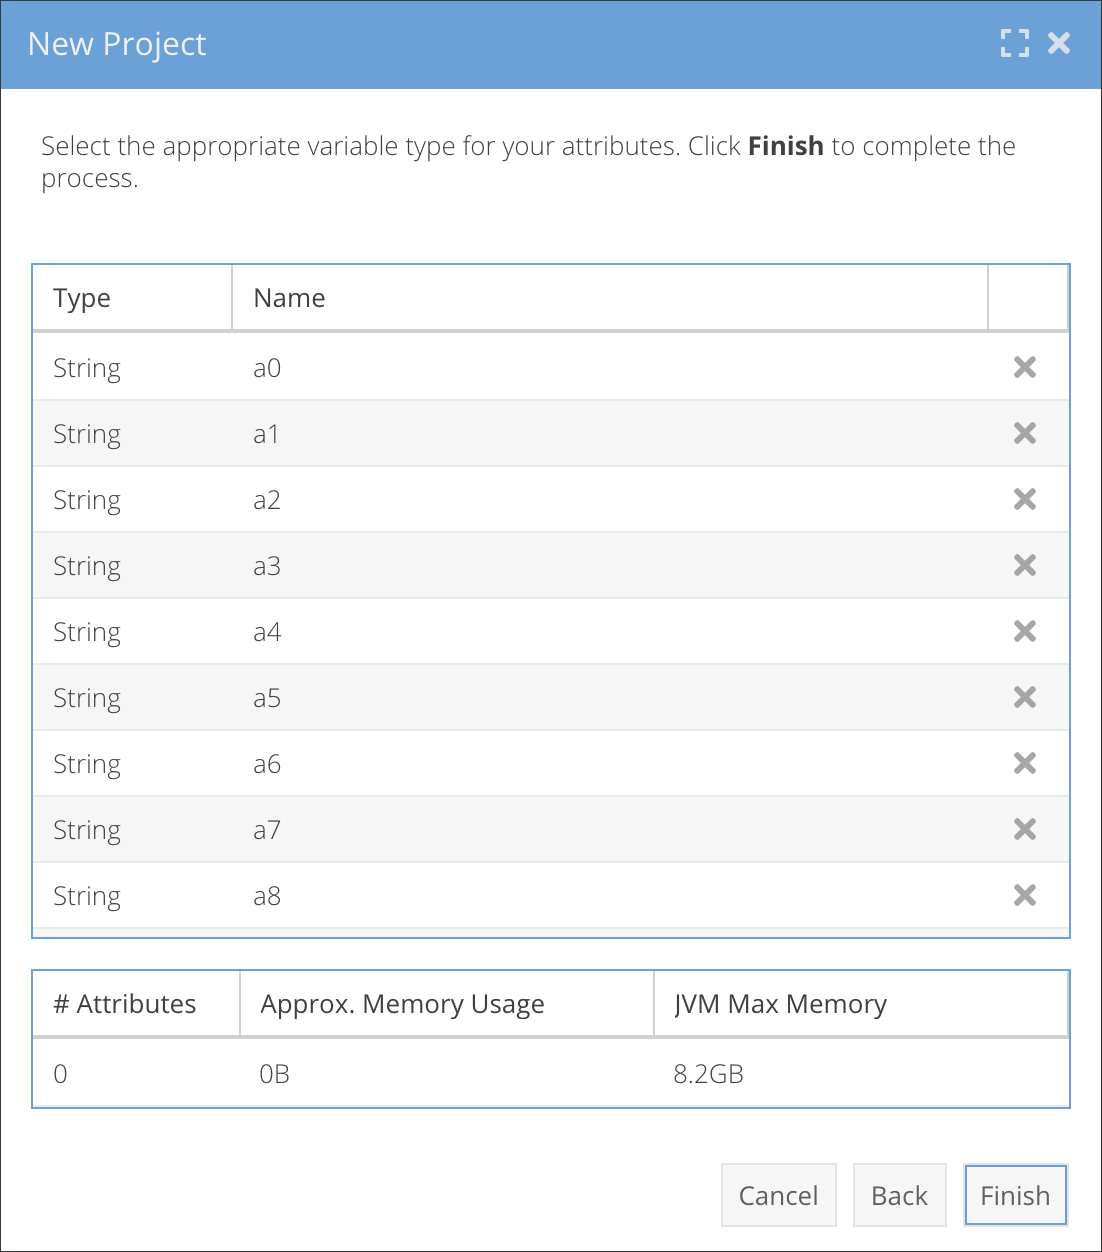 New Project
Select the appropriate variable type for your attributes. Click Finish to complete the
process.
Type Name
String a0
String a1
String a2
String a3
String a4
String a5
String a6
String a7
String a8
# Attributes Approx. Memory Usage JVM Max Memory
0 0B 8.2GB
Cancel Back Finish